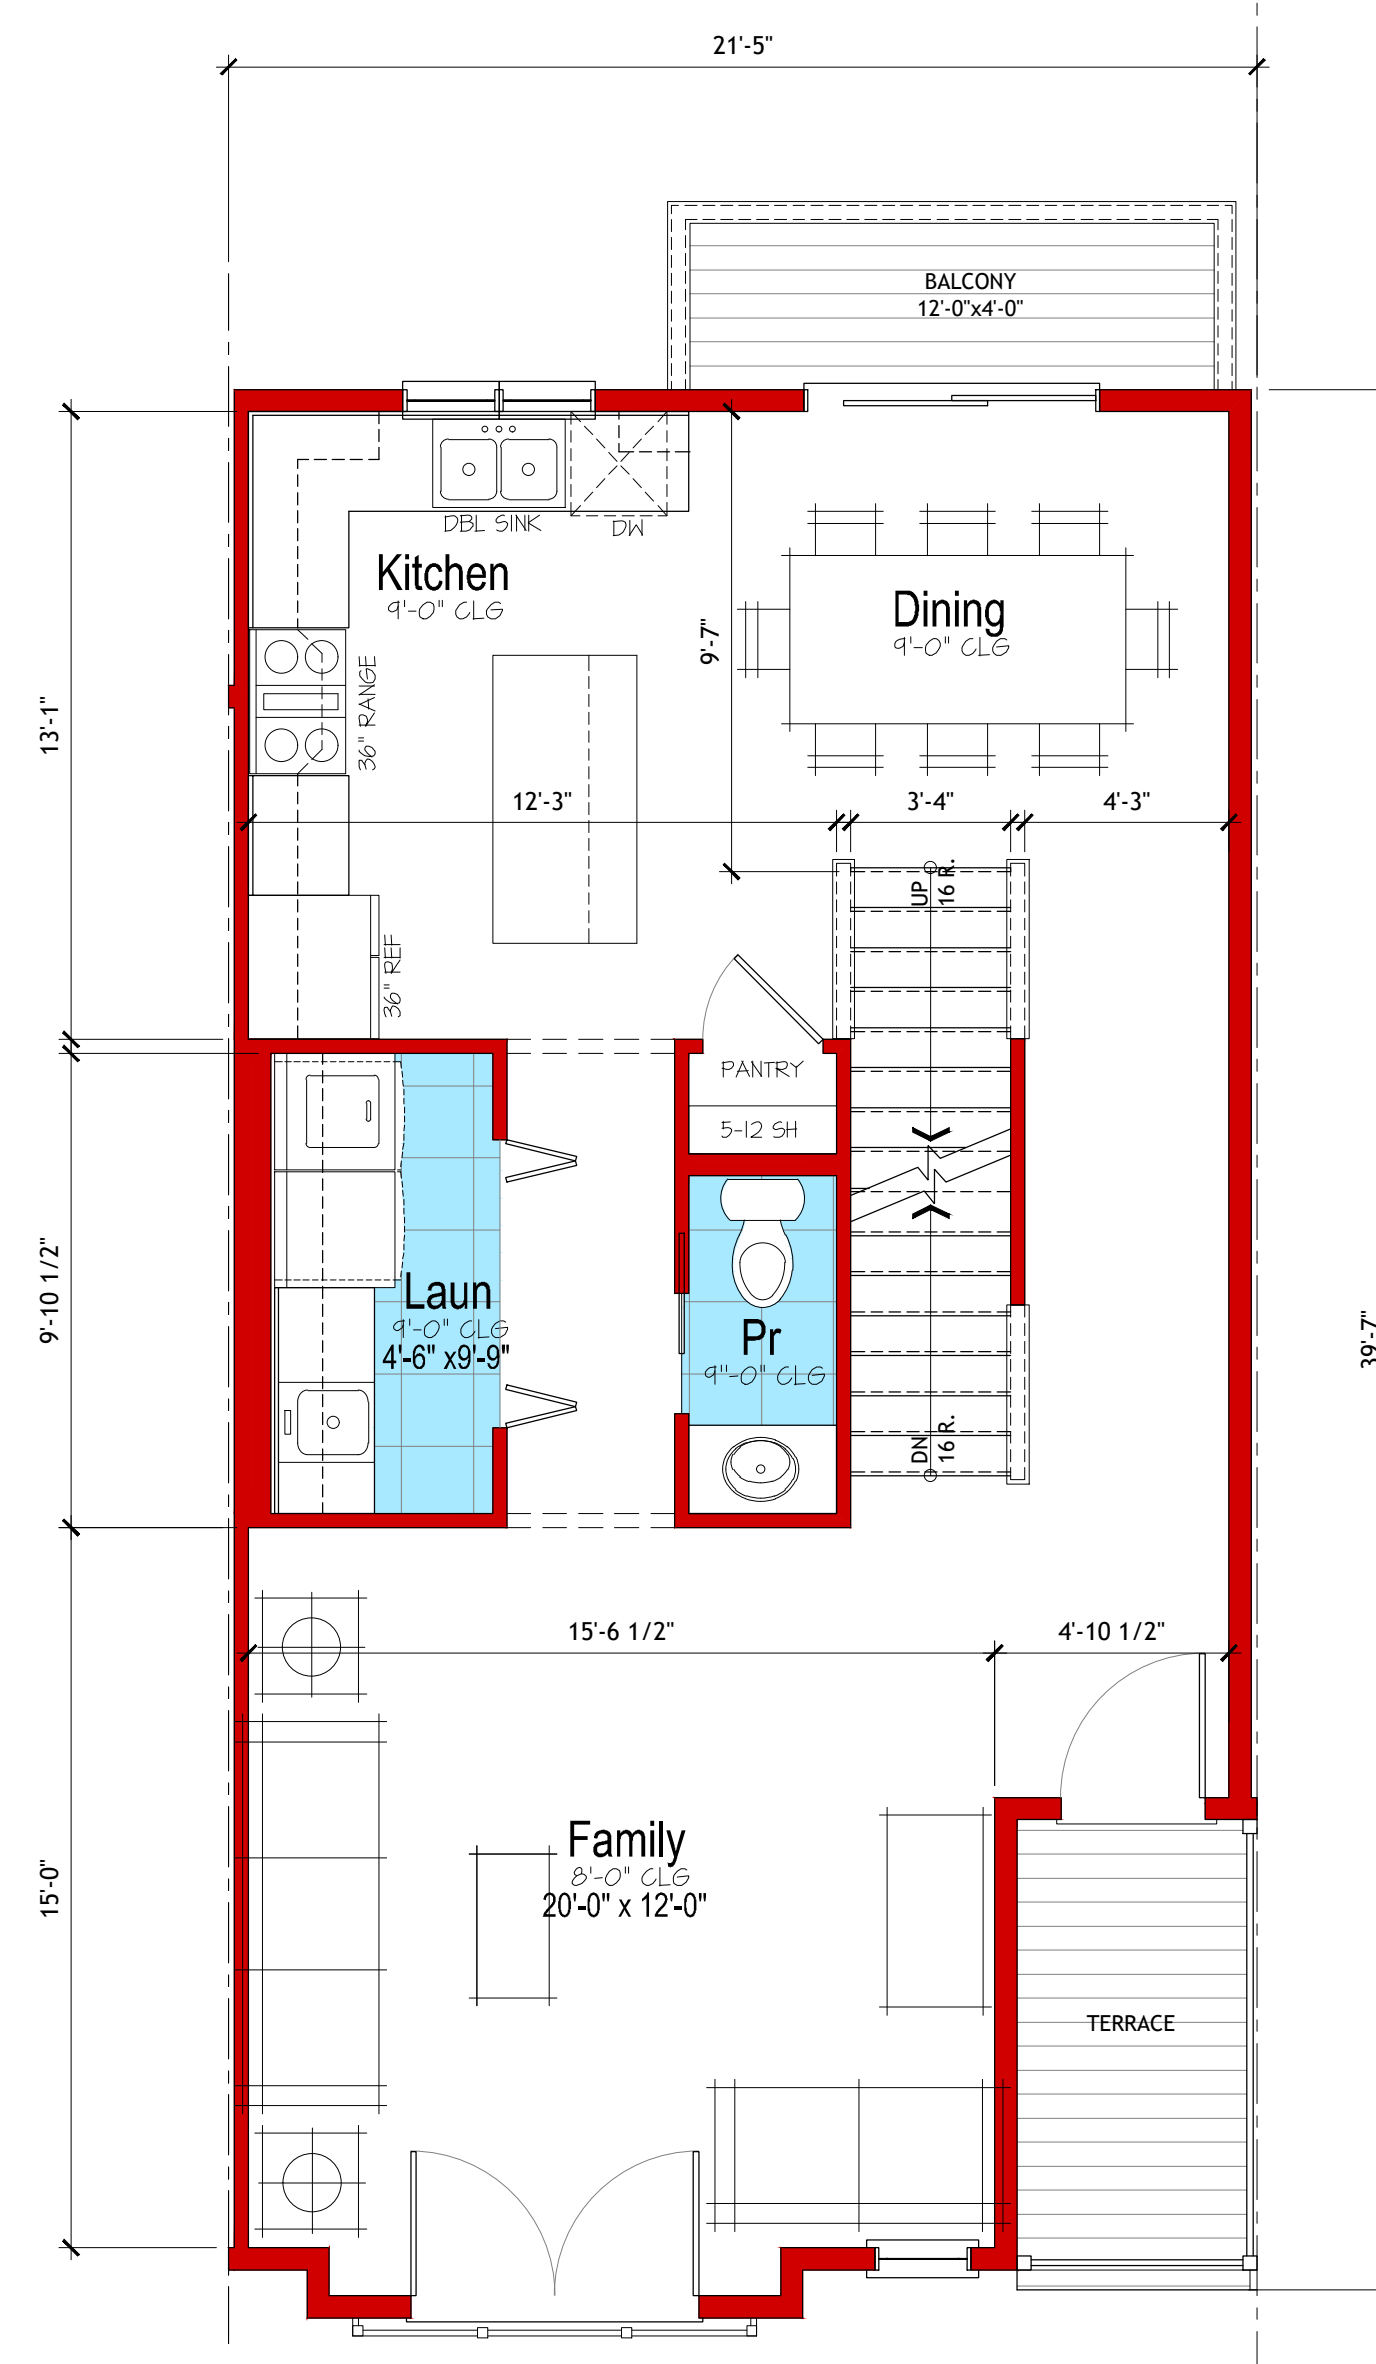 21'-5"
BALCONY
12'-0"x4'-0"
DBL SINK
DW
Kitchen
9'-0" CLG
Dining
9'-0" CLG
9'-7"
36" RANGE
13'-1"
12'-3"
3'-4"
4'-3"
UP
16 R.
36" REF
PANTRY
5-12 SH
Laun
9'-0" CLG
4'-6" x9'-9"
9'-10 1/2"
Pr
9"-0" CLG
39'-7"
DN
16 R.
15'-6 1/2"
4'-10 1/2"
Family
8'-0" CLG
20'-0" x 12'-0"
15'-0"
TERRACE